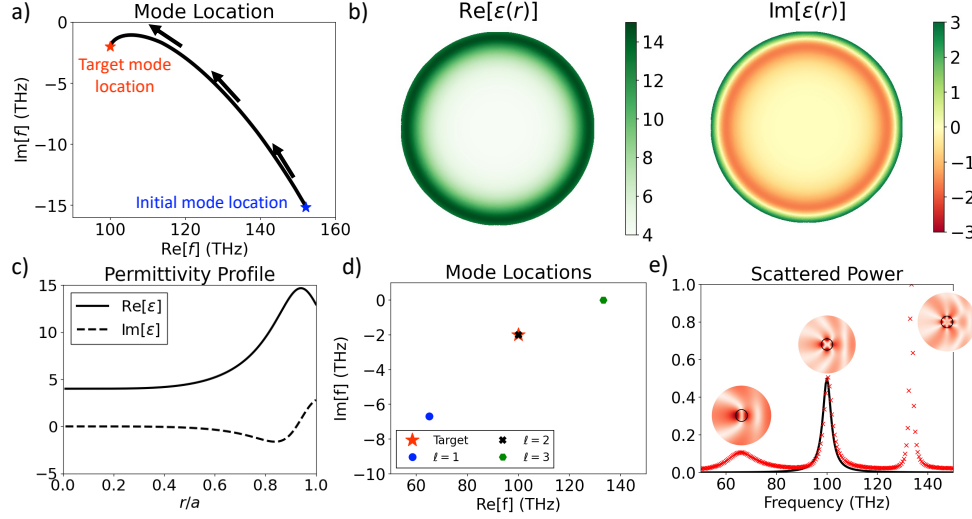 a)
Mode Location
Im[f] (THz)
0
−5
−10
−15
Target mode
location
Initial mode location
100
120
140
160
Re[f] (THz)
b)
Re[ε(r)]
14
12
10
8
6
4
Im[ε(r)]
3
2
1
0
−1
−2
−3
c)
Permittivity Profile
15
10
5
0
−5
Re[ε]
Im[ε]
0.0
0.2
0.4
0.6
0.8
1.0
r/a
d)
Mode Locations
Im[f] (THz)
0
−2
−4
−6
−8
−10
Target
ℓ = 1
ℓ = 2
ℓ = 3
60
80
100
120
140
Re[f] (THz)
e)
Scattered Power
1.0
0.8
0.6
0.4
0.2
0.0
60
80
100
120
140
Frequency (THz)